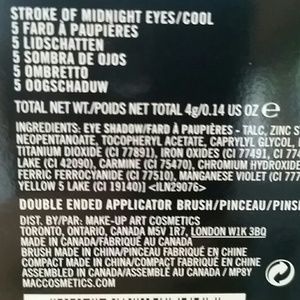 STROKE OF MIDNIGHT EYES/COOL
5 FARD À PAUPIÈRES
5 LIDSCHATTEN
5 SOMBRA DE OJOS
5 OMBRETTO
5 OOGSCHADUW
TOTAL NET WT./POIDS NET TOTAL 4g/0.14 US OZ ℮
INGREDIENTS: EYE SHADOW/FARD À PAUPIÈRES - TALC, ZINC
NEOPENTANOATE, TOCOPHERYL ACETATE, CAPRYLYL GLYCOL,
TITANIUM DIOXIDE (CI 77891), IRON OXIDES (CI 77491, CI
LAKE (CI 42090), CARMINE (CI 75470), CHROMIUM HYDROXIDE
FERRIC FERROCYANIDE (CI 77510), MANGANESE VIOLET (CI 777
YELLOW 5 LAKE (CI 19140)] <ILN29076>
DOUBLE ENDED APPLICATOR BRUSH/PINCEAU/PINS
DIST. BY/PAR: MAKE-UP ART COSMETICS
TORONTO, ONTARIO, CANADA M5V 1R7, LONDON W1K 3BQ
MADE IN CANADA/FABRIQUÉ AU CANADA
BRUSH MADE IN CHINA/PINCEAU FABRIQUÉ EN CHINE
COMPACT MADE IN CHINA/COMPACT FABRIQUÉ EN CHINE
ASSEMBLED IN CANADA/ASSEMBLÉ AU CANADA / MP8Y
MACCOSMETICS.COM